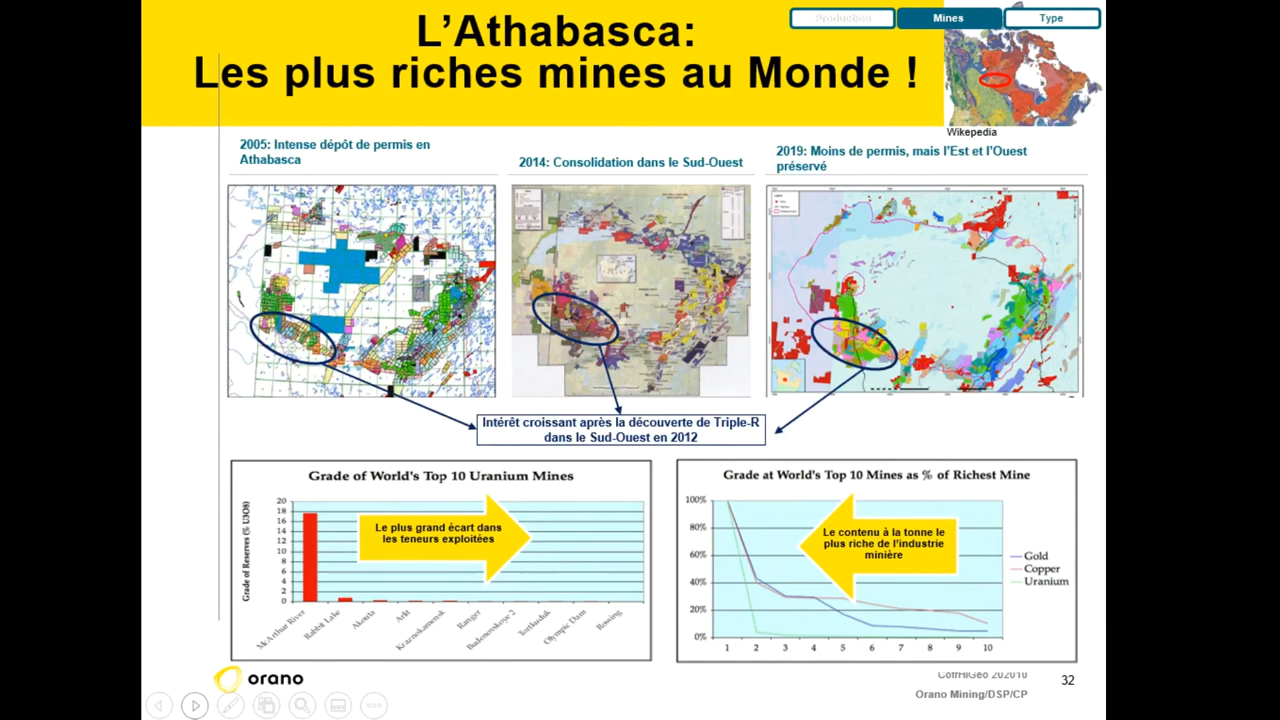 L'Athabasca:
Les plus riches mines au Monde !
Production
Mines
Type
Wikepedia
2005: Intense dépôt de permis en
Athabasca
2014: Consolidation dans le Sud-Ouest
2019: Moins de permis, mais l'Est et l'Ouest
préservé
Intérêt croissant après la découverte de Triple-R
dans le Sud-Ouest en 2012
Grade of World's Top 10 Uranium Mines
Grade of Reserves (% U3O8)
20
18
16
14
12
10
8
6
4
2
0
Le plus grand écart dans
les teneurs exploitées
McArthur River
Rabbit Lake
Akouta
Arlit
Kraznokamensk
Ranger
Budenovskoye 2
Tortkuduk
Olympic Dam
Rossing
Grade at World's Top 10 Mines as % of Richest Mine
100%
80%
60%
40%
20%
0%
Le contenu à la tonne le
plus riche de l'industrie
minière
Gold
Copper
Uranium
1 2 3 4 5 6 7 8 9 10
orano
CoffHiGeo 202010
Orano Mining/DSP/CP
32